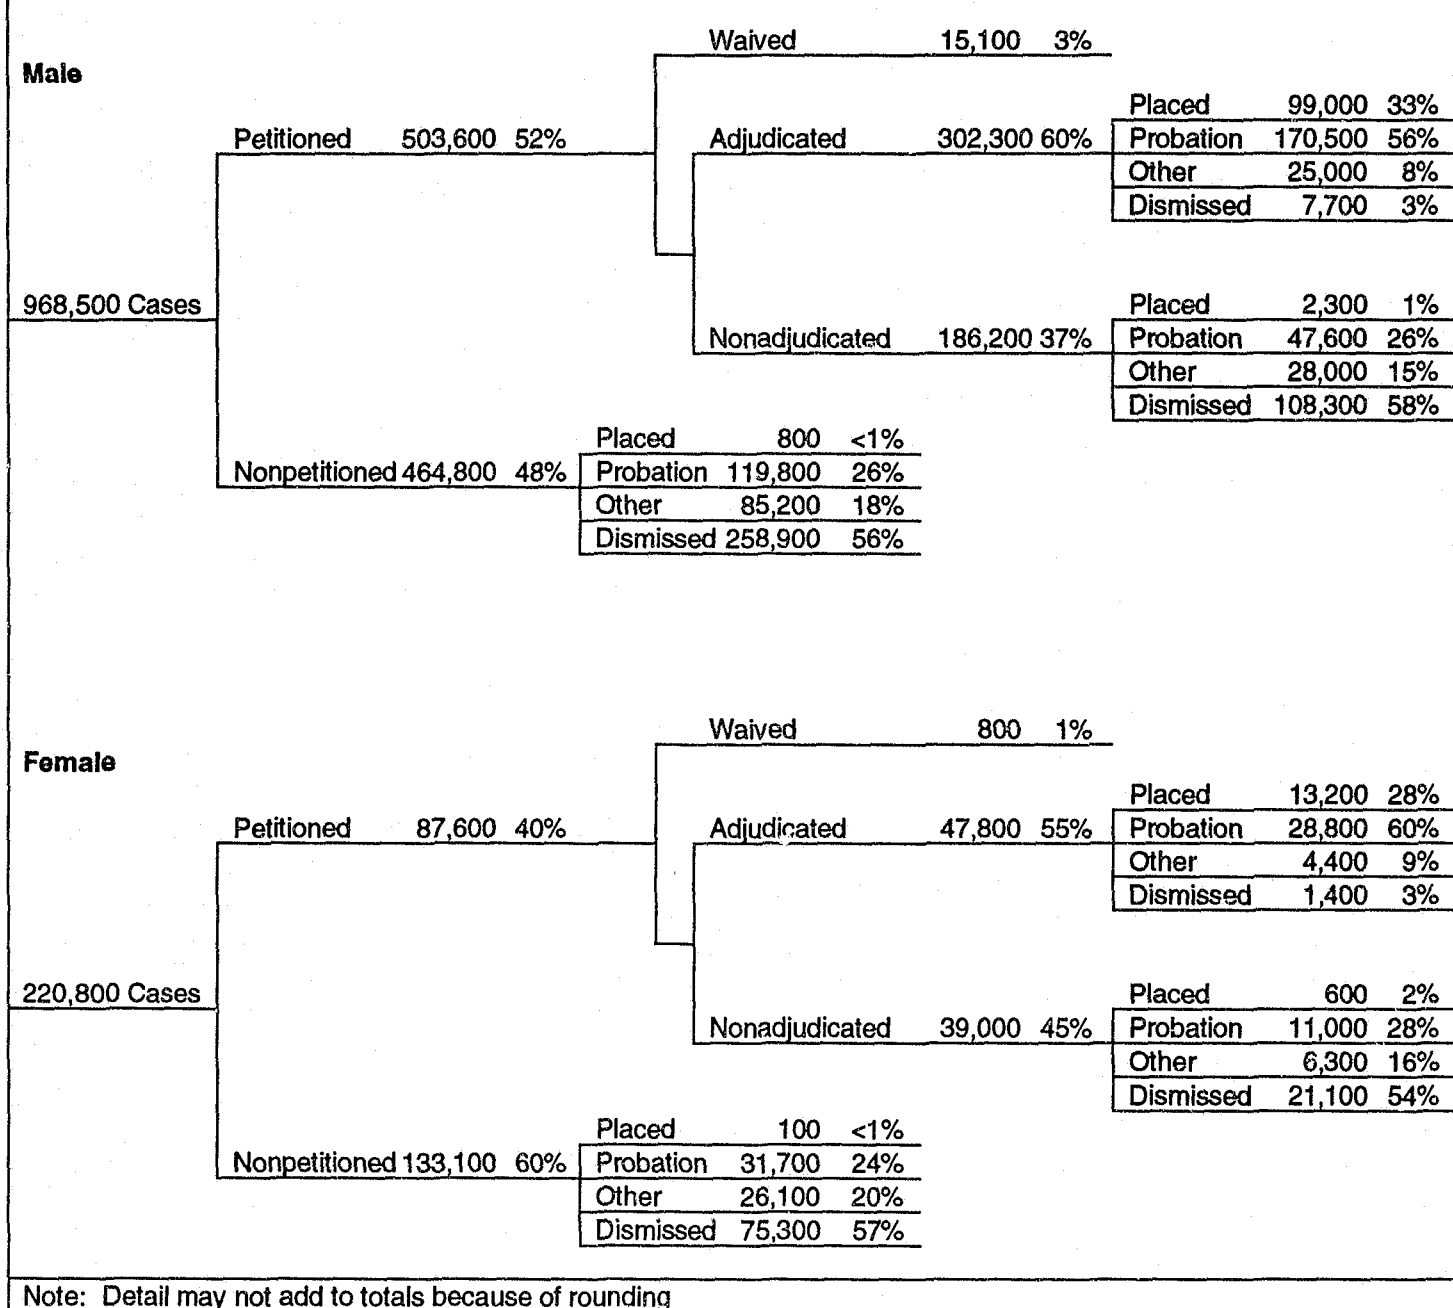 Waived 15,100 3%
Male
Placed 99,000 33%
Petitioned 503,600 52% Adjudicated 302,300 60% Probation 170,500 56%
Other 25,000 8%
Dismissed 7,700 3%
968,500 Cases Placed 2,300 1%
Nonadjudicated 186,200 37% Probation 47,600 26%
Other 28,000 15%
Dismissed 108,300 58%
Placed 800 <1%
Nonpetitioned 464,800 48% Probation 119,800 26%
Other 85,200 18%
Dismissed 258,900 56%
Waived 800 1%
Female
Placed 13,200 28%
Petitioned 87,600 40% Adjudicated 47,800 55% Probation 28,800 60%
Other 4,400 9%
Dismissed 1,400 3%
220,800 Cases Placed 600 2%
Nonadjudicated 39,000 45% Probation 11,000 28%
Other 6,300 16%
Dismissed 21,100 54%
Placed 100 <1%
Nonpetitioned 133,100 60% Probation 31,700 24%
Other 26,100 20%
Dismissed 75,300 57%
Note: Detail may not add to totals because of rounding